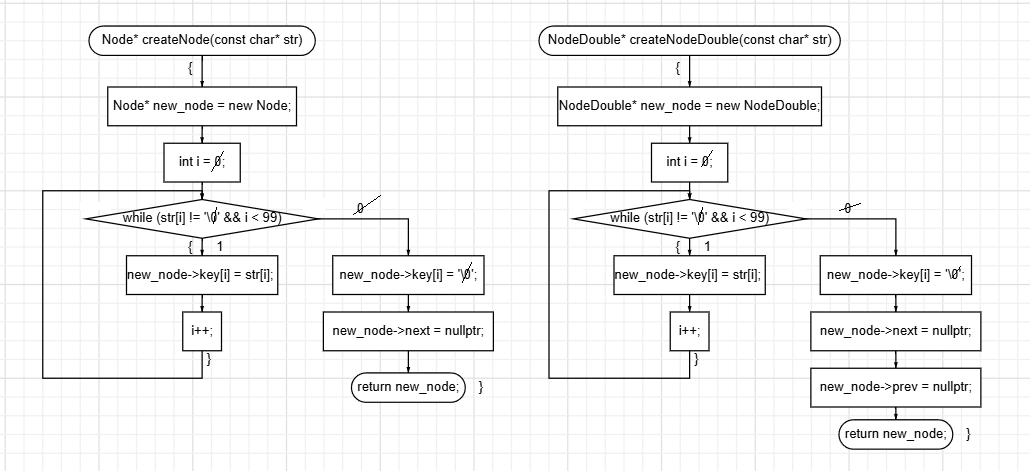 Node* createNode(const char* str)
{
Node* new_node = new Node;
int i = 0;
while (str[i] != '\0' && i < 99)
0
{ 1
new_node->key[i] = str[i];
new_node->key[i] = '\0';
i++;
new_node->next = nullptr;
}
return new_node; }
NodeDouble* createNodeDouble(const char* str)
{
NodeDouble* new_node = new NodeDouble;
int i = 0;
while (str[i] != '\0' && i < 99)
0
{ 1
new_node->key[i] = str[i];
new_node->key[i] = '\0';
i++;
new_node->next = nullptr;
}
new_node->prev = nullptr;
return new_node; }